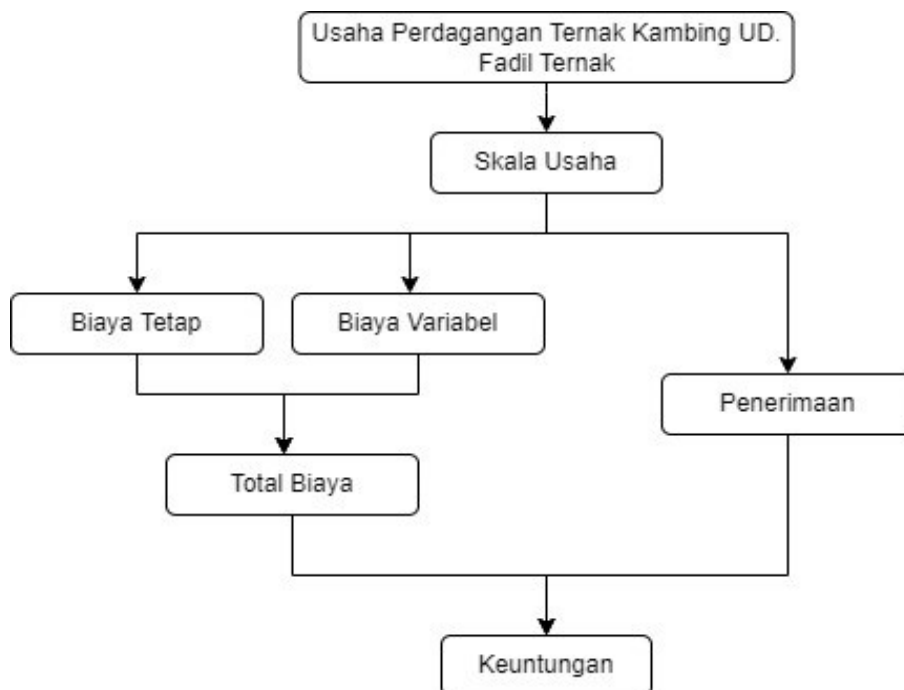 Usaha Perdagangan Ternak Kambing UD.
Fadil Ternak
Skala Usaha
Biaya Tetap
Biaya Variabel
Penerimaan
Total Biaya
Keuntungan